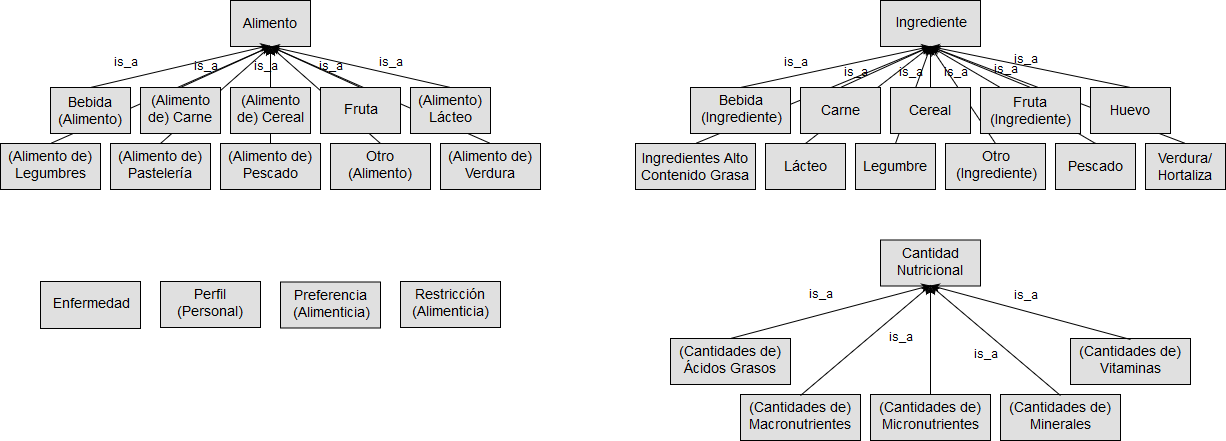 Alimento
is_a
is_a
is_a
is_a
is_a
Bebida
(Alimento)
(Alimento
de) Carne
(Alimento
de) Cereal
Fruta
(Alimento)
Lácteo
(Alimento de)
Legumbres
(Alimento de)
Pastelería
(Alimento de)
Pescado
Otro
(Alimento)
(Alimento de)
Verdura
Ingrediente
is_a
is_a
is_a
is_a
is_a
is_a
Bebida
(Ingrediente)
Carne
Cereal
Fruta
(Ingrediente)
Huevo
Ingredientes Alto
Contenido Grasa
Lácteo
Legumbre
Otro
(Ingrediente)
Pescado
Verdura/
Hortaliza
Enfermedad
Perfil
(Personal)
Preferencia
(Alimenticia)
Restricción
(Alimenticia)
Cantidad
Nutricional
is_a
is_a
is_a
is_a
(Cantidades de)
Ácidos Grasos
(Cantidades de)
Vitaminas
(Cantidades de)
Macronutrientes
(Cantidades de)
Micronutrientes
(Cantidades de)
Minerales